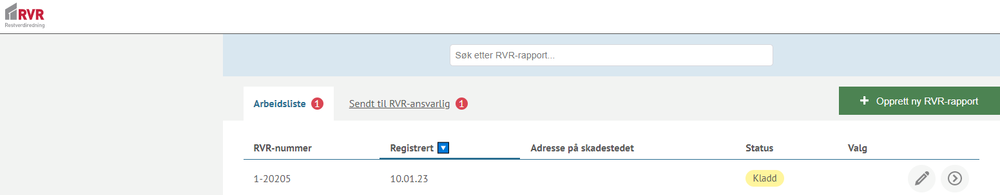 RVR
Restverdiredning
Søk etter RVR-rapport...
Arbeidsliste 1 Sendt til RVR-ansvarlig 1
+ Opprett ny RVR-rapport
RVR-nummer Registrert Adresse på skadestedet Status Valg
1-20205 10.01.23 Kladd